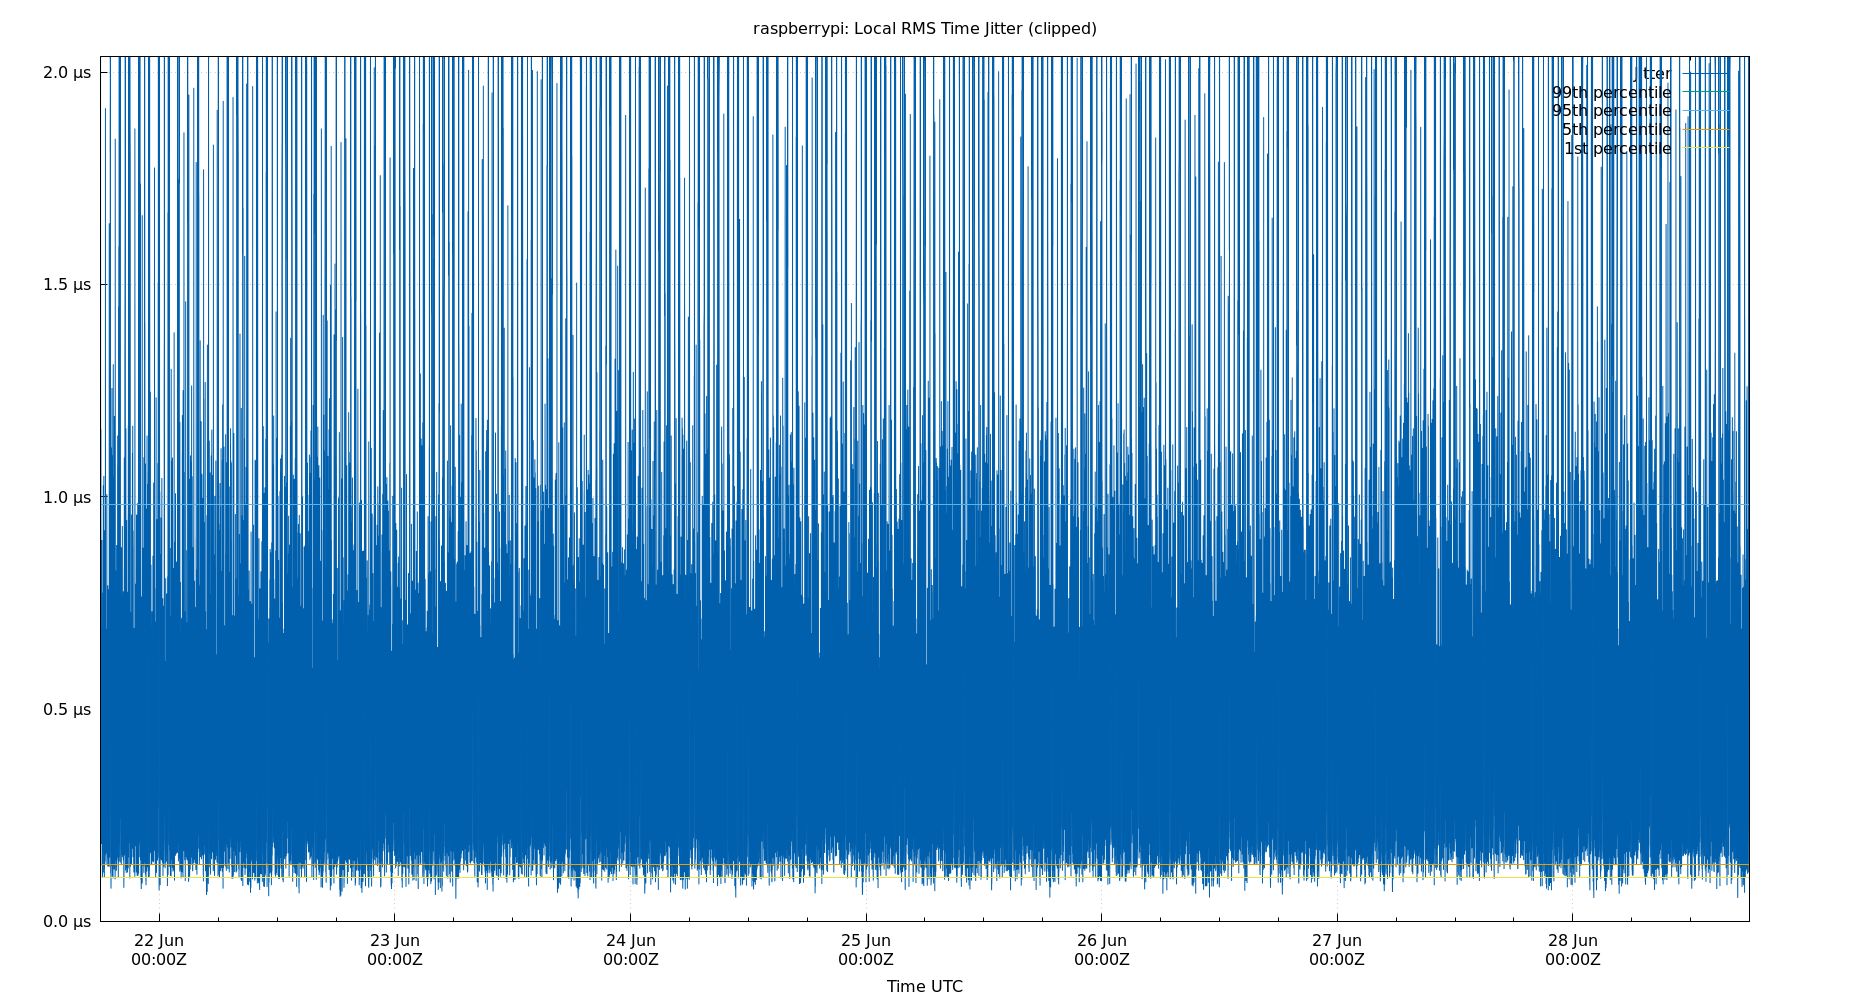 raspberrypi: Local RMS Time Jitter (clipped)
2.0 µs
1.5 µs
1.0 µs
0.5 µs
0.0 µs
jitter
99th percentile
95th percentile
5th percentile
1st percentile
22 Jun
00:00Z
23 Jun
00:00Z
24 Jun
00:00Z
25 Jun
00:00Z
26 Jun
00:00Z
27 Jun
00:00Z
28 Jun
00:00Z
Time UTC